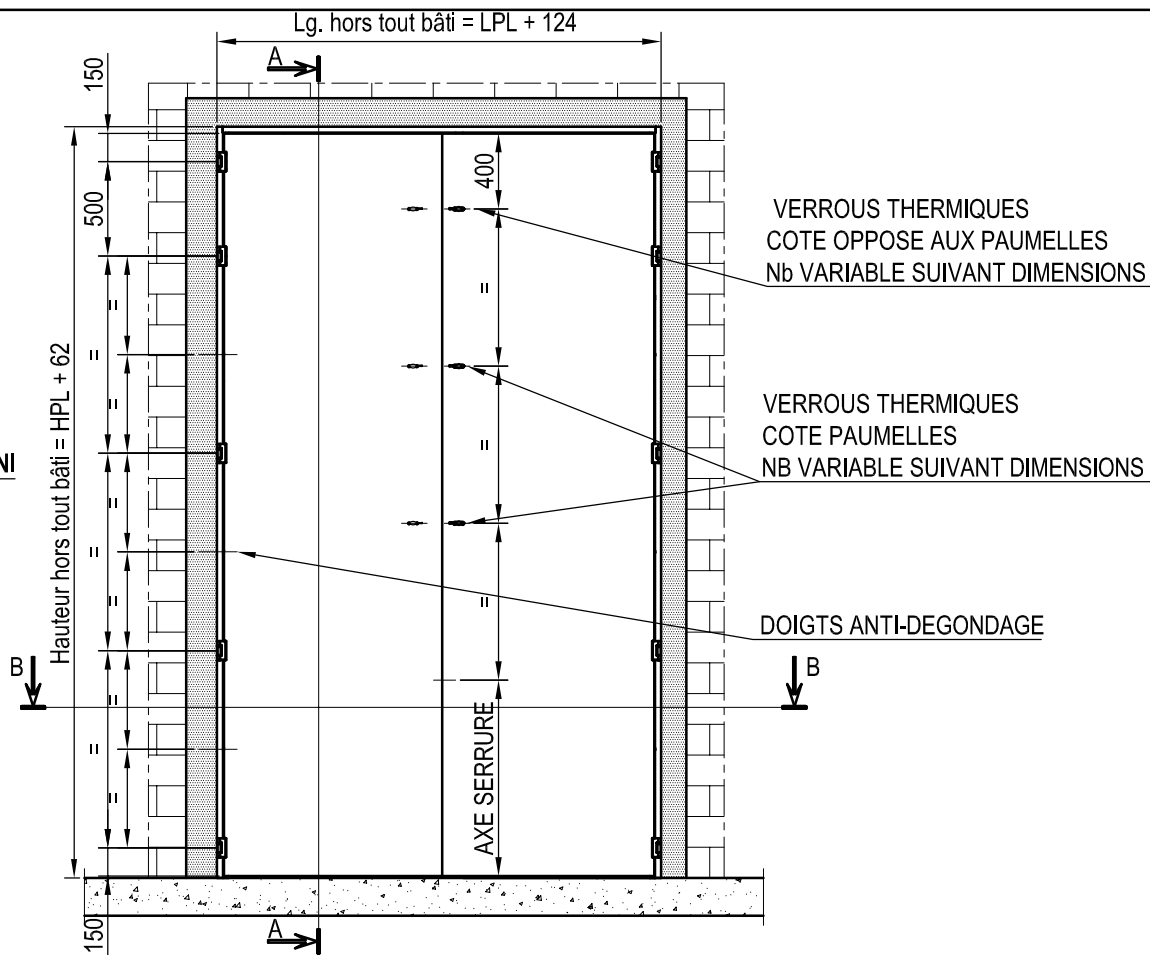 Lg. hors tout bâti = LPL + 124
A
150
400
500
VERROUS THERMIQUES
COTE OPPOSE AUX PAUMELLES
Nb VARIABLE SUIVANT DIMENSIONS
=
=
=
Hauteur hors tout bâti = HPL + 62
=
VERROUS THERMIQUES
COTE PAUMELLES
NB VARIABLE SUIVANT DIMENSIONS
=
=
NI
=
=
=
=
DOIGTS ANTI-DEGONDAGE
B
B
=
=
=
AXE SERRURE
A
150